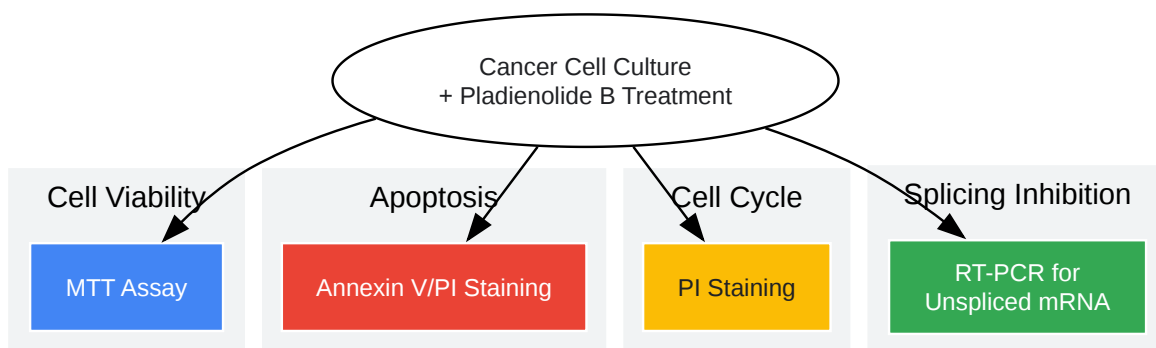 Cancer Cell Culture
+ Pladienolide B Treatment
Cell Viability
Apoptosis
Cell Cycle
Splicing Inhibition
MTT Assay
Annexin V/PI Staining
PI Staining
RT-PCR for
Unspliced mRNA